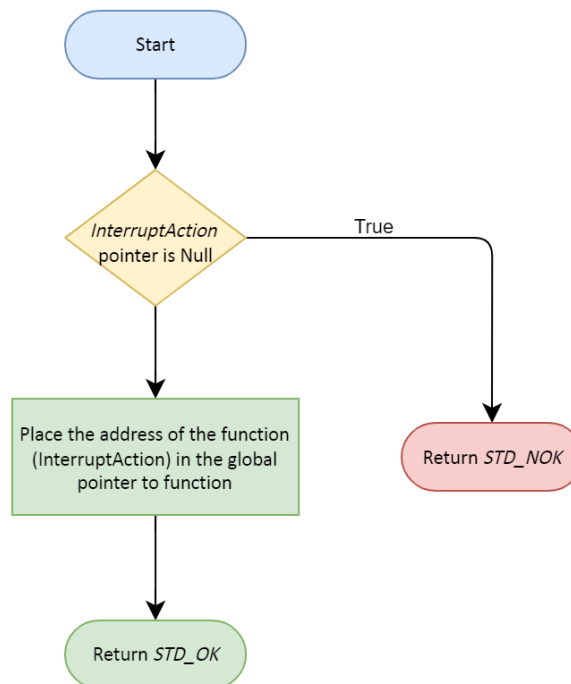 Start
InterruptAction
pointer is Null
True
Place the address of the function
(InterruptAction) in the global
pointer to function
Return STD_NOK
Return STD_OK